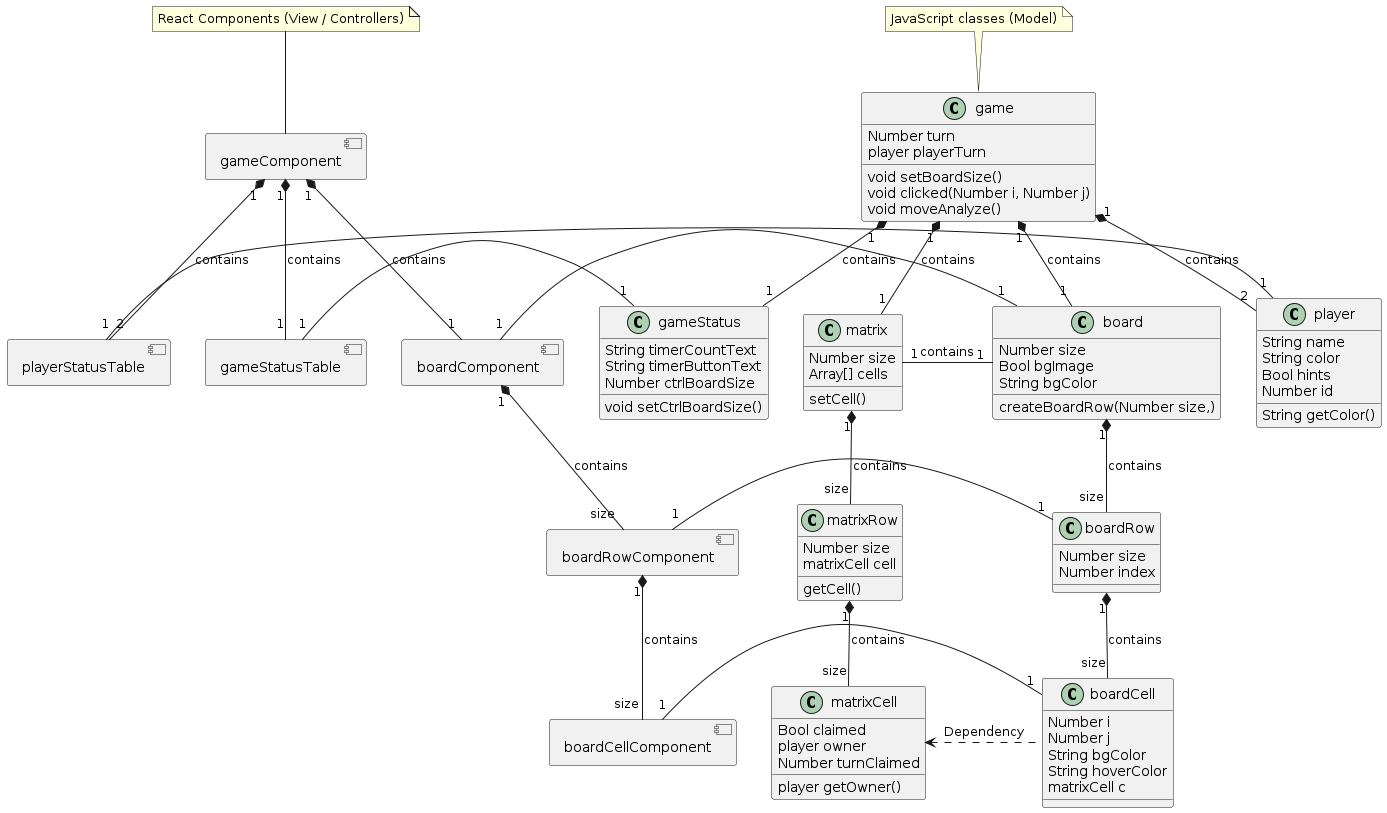 React Components (View / Controllers)
JavaScript classes (Model)
C game
Number turn
player playerTurn
void setBoardSize()
void clicked(Number i, Number j)
void moveAnalyze()
gameComponent
1
1
1
1
1
1
1
1
contains
contains
contains
contains
contains
contains
contains
1
2
1
1
1
1
1
1
1
1
1
2
1
playerStatusTable
gameStatusTable
boardComponent
C gameStatus
String timerCountText
String timerButtonText
Number ctrlBoardSize
void setCtrlBoardSize()
C matrix
Number size
Array[] cells
setCell()
1 contains 1
C board
Number size
Bool bgImage
String bgColor
createBoardRow(Number size,)
C player
String name
String color
Bool hints
Number id
String getColor()
1
1
1
contains
contains
contains
size
1
size
1
size
boardRowComponent
C matrixRow
Number size
matrixCell cell
getCell()
C boardRow
Number size
Number index
1
1
1
contains
contains
contains
size
1
size
1
size
boardCellComponent
C matrixCell
Bool claimed
player owner
Number turnClaimed
player getOwner()
Dependency
C boardCell
Number i
Number j
String bgColor
String hoverColor
matrixCell c